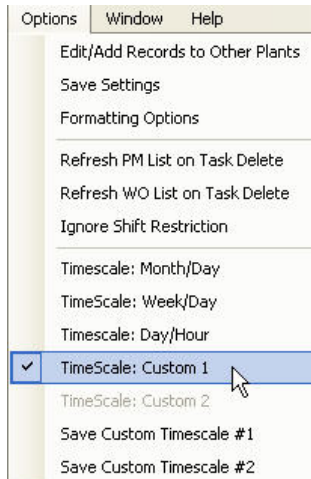 Options Window Help
Edit/Add Records to Other Plants
Save Settings
Formatting Options
Refresh PM List on Task Delete
Refresh WO List on Task Delete
Ignore Shift Restriction
Timescale: Month/Day
TimeScale: Week/Day
Timescale: Day/Hour
TimeScale: Custom 1
TimeScale: Custom 2
Save Custom Timescale #1
Save Custom Timescale #2